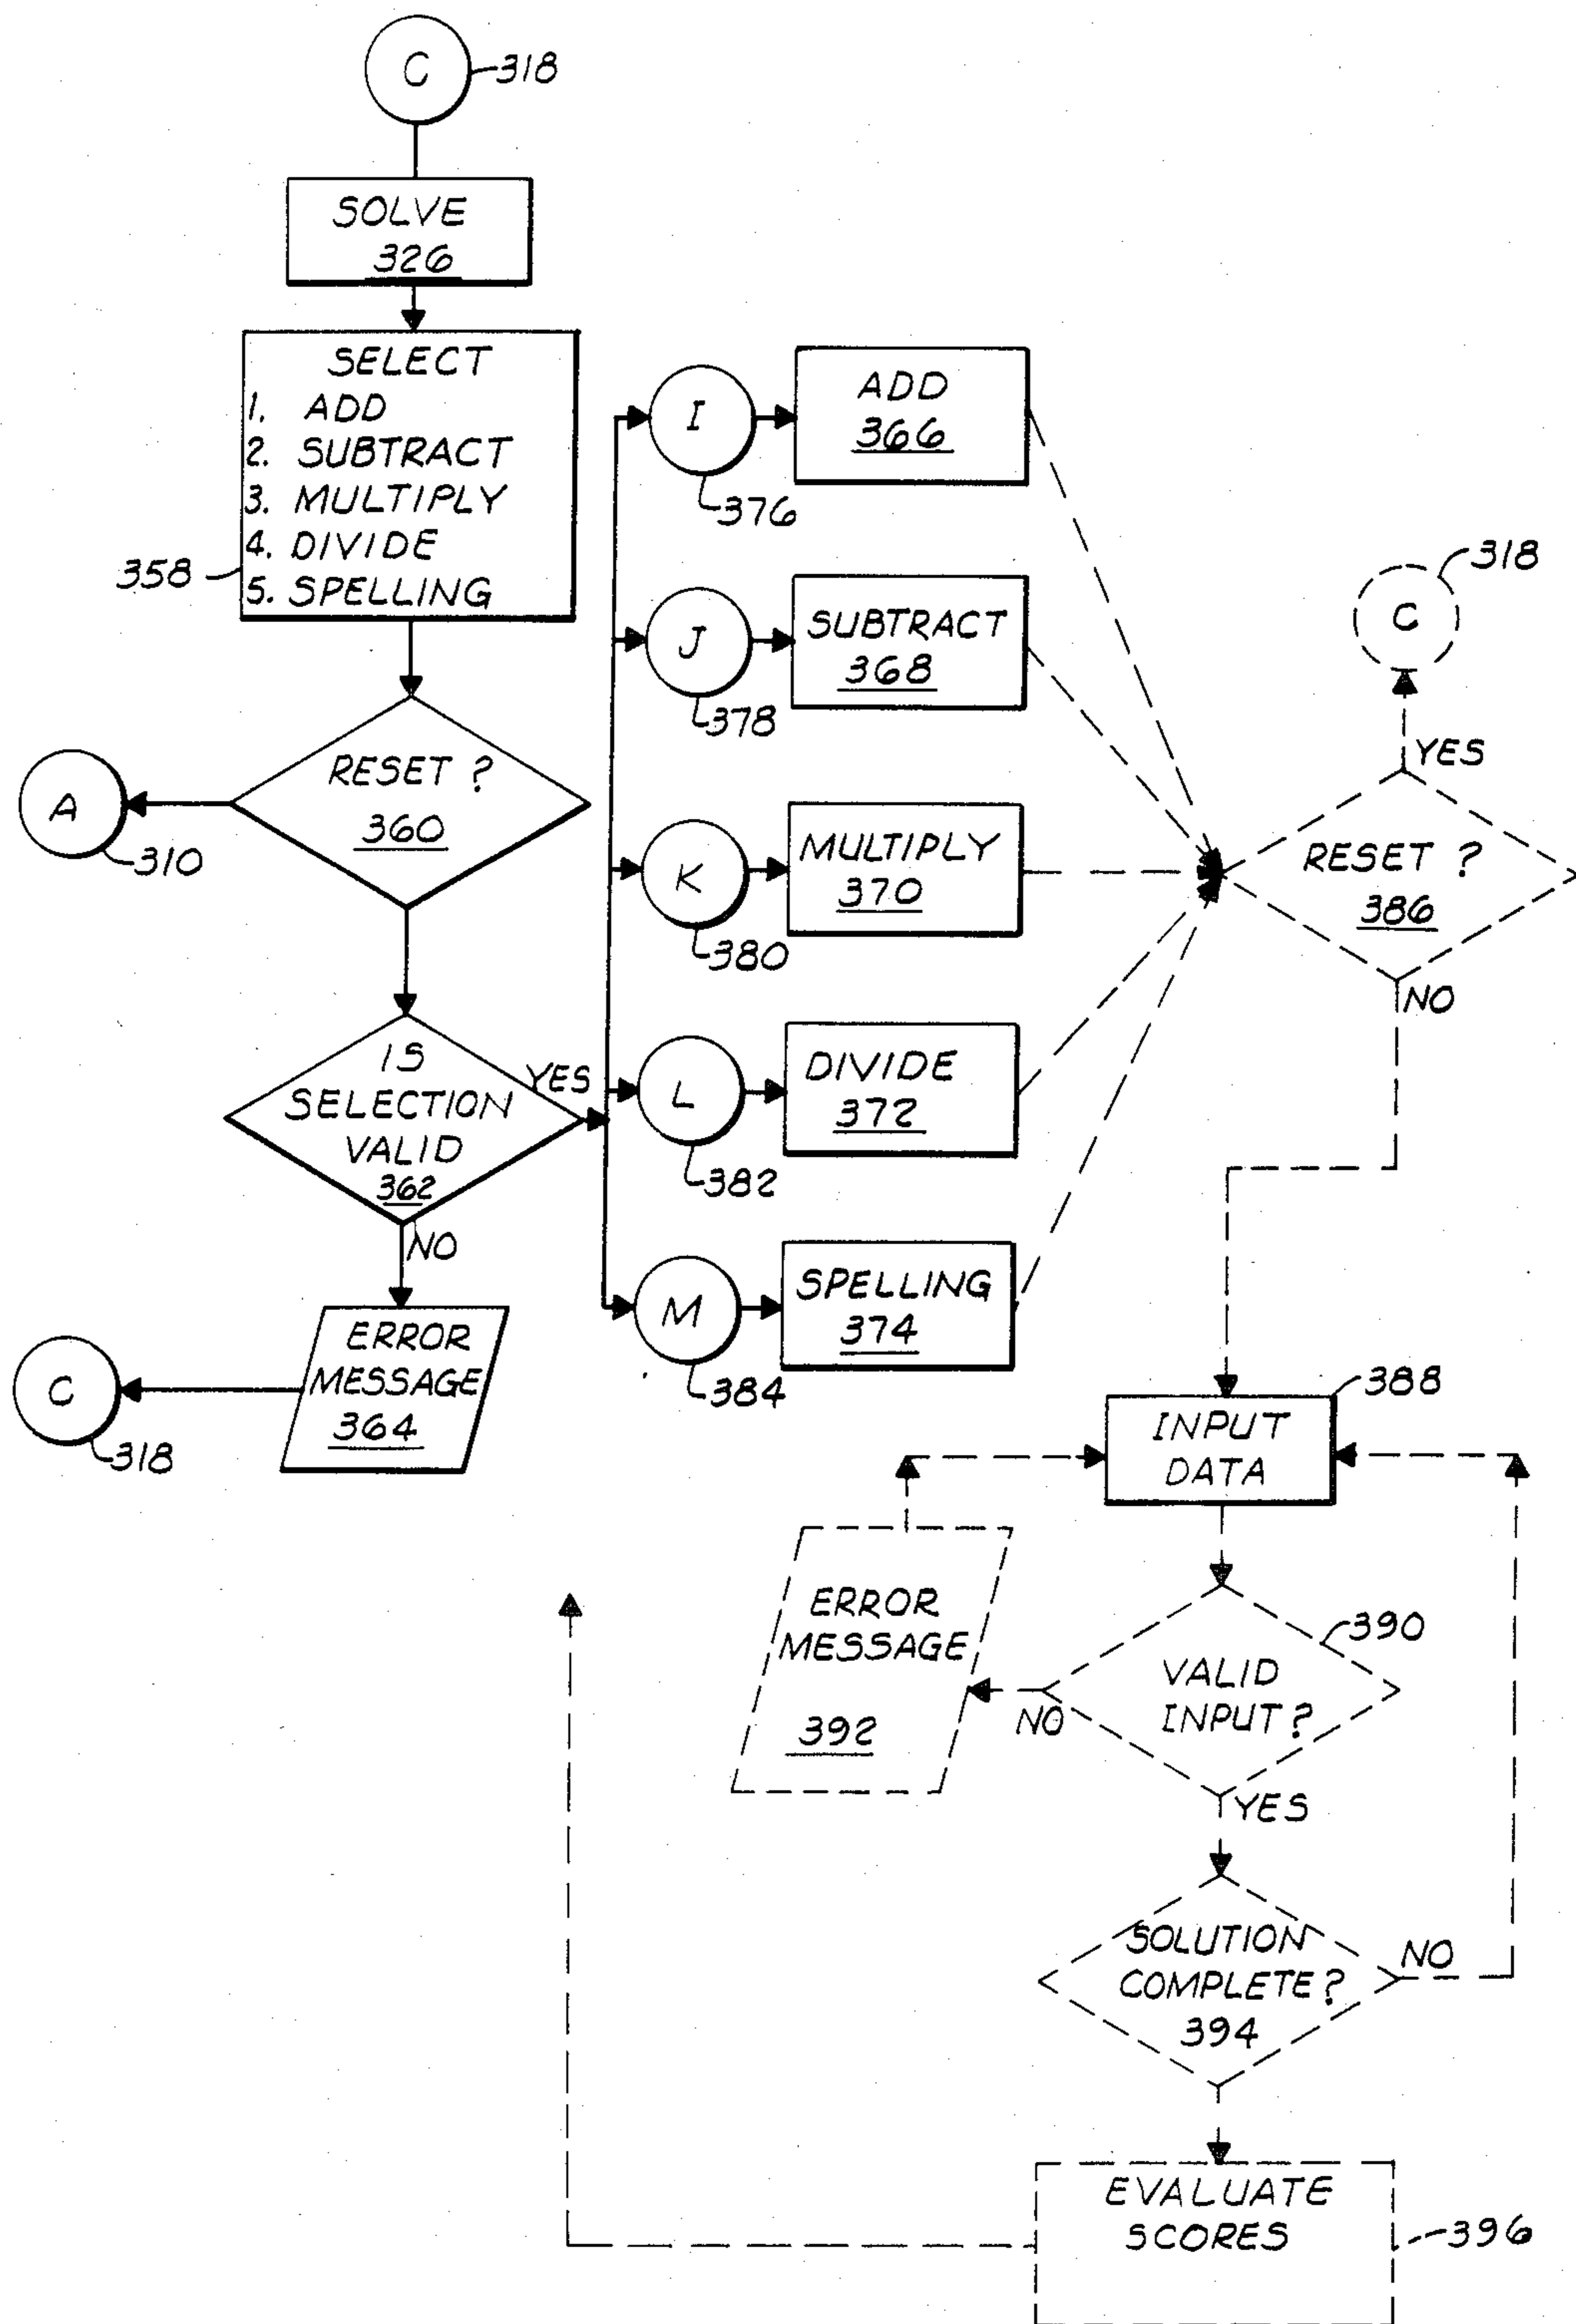 C
318
SOLVE
326
SELECT
1. ADD
2. SUBTRACT
3. MULTIPLY
4. DIVIDE
5. SPELLING
358
RESET ?
360
A
310
IS
SELECTION
VALID
362
YES
NO
ERROR
MESSAGE
364
C
318
I
376
ADD
366
J
378
SUBTRACT
368
K
380
MULTIPLY
370
L
382
DIVIDE
372
M
384
SPELLING
374
318
C
YES
RESET ?
386
NO
388
INPUT
DATA
ERROR
MESSAGE
392
390
VALID
INPUT?
NO
YES
SOLUTION
COMPLETE?
394
NO
EVALUATE
SCORES
396